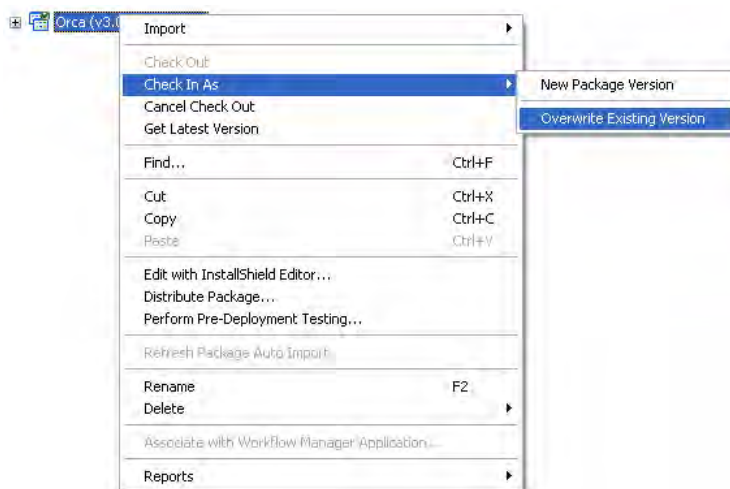 Orca (v3.
Import
Check Out
Check In As
New Package Version
Cancel Check Out
Overwrite Existing Version
Get Latest Version
Find... Ctrl+F
Cut Ctrl+X
Copy Ctrl+C
Paste Ctrl+V
Edit with InstallShield Editor...
Distribute Package...
Perform Pre-Deployment Testing...
Refresh Package Auto Import
Rename F2
Delete
Associate with Workflow Manager Application...
Reports